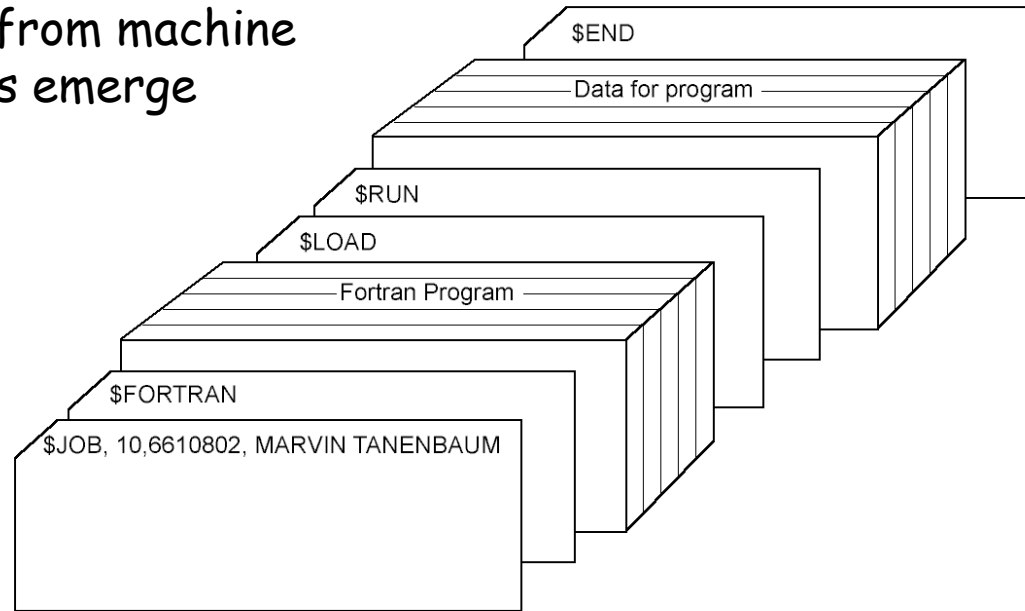 from machine
s emerge
$END
Data for program
$RUN
$LOAD
Fortran Program
$FORTRAN
$JOB, 10,6610802, MARVIN TANENBAUM